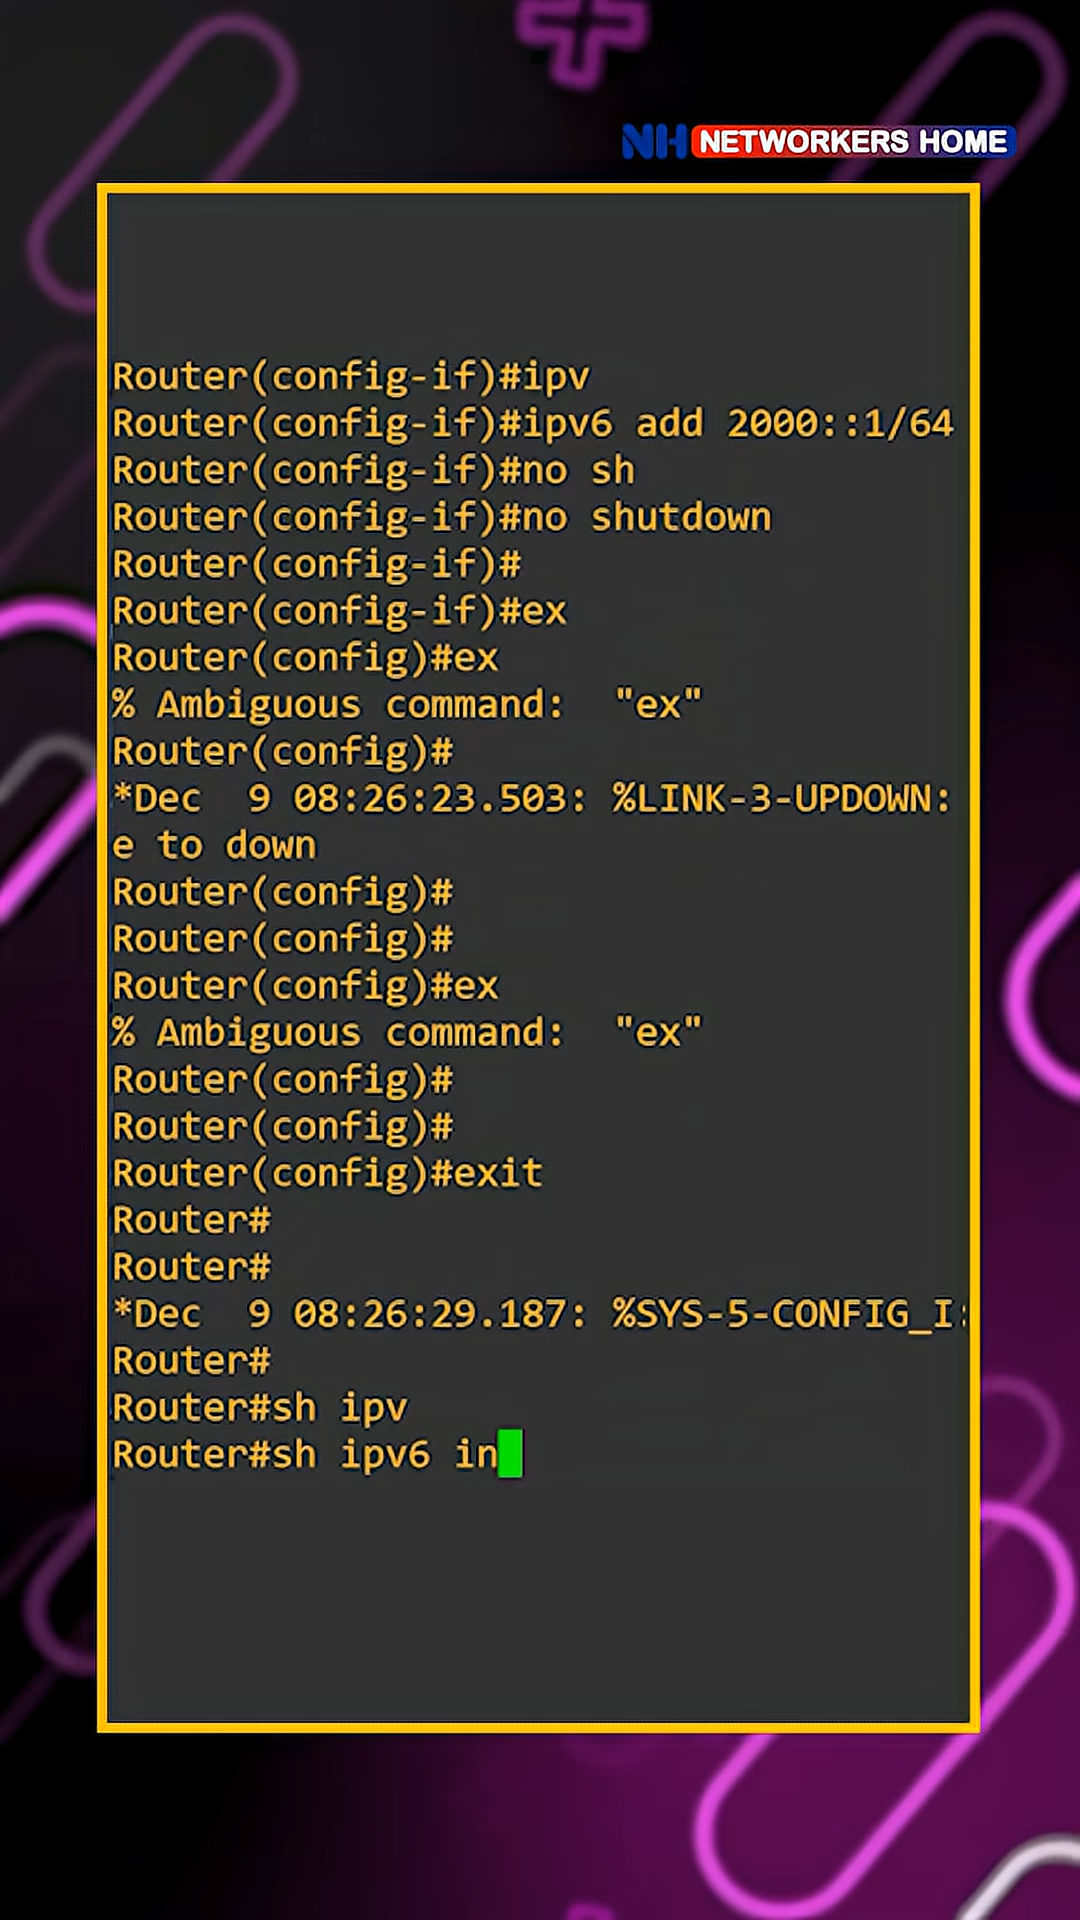 NH NETWORKERS HOME
Router(config-if)#ipv
Router(config-if)#ipv6 add 2000::1/64
Router(config-if)#no sh
Router(config-if)#no shutdown
Router(config-if)#
Router(config-if)#ex
Router(config)#ex
% Ambiguous command:  "ex"
Router(config)#
*Dec  9 08:26:23.503: %LINK-3-UPDOWN:
e to down
Router(config)#
Router(config)#
Router(config)#ex
% Ambiguous command:  "ex"
Router(config)#
Router(config)#
Router(config)#exit
Router#
Router#
*Dec  9 08:26:29.187: %SYS-5-CONFIG_I:
Router#
Router#sh ipv
Router#sh ipv6 in